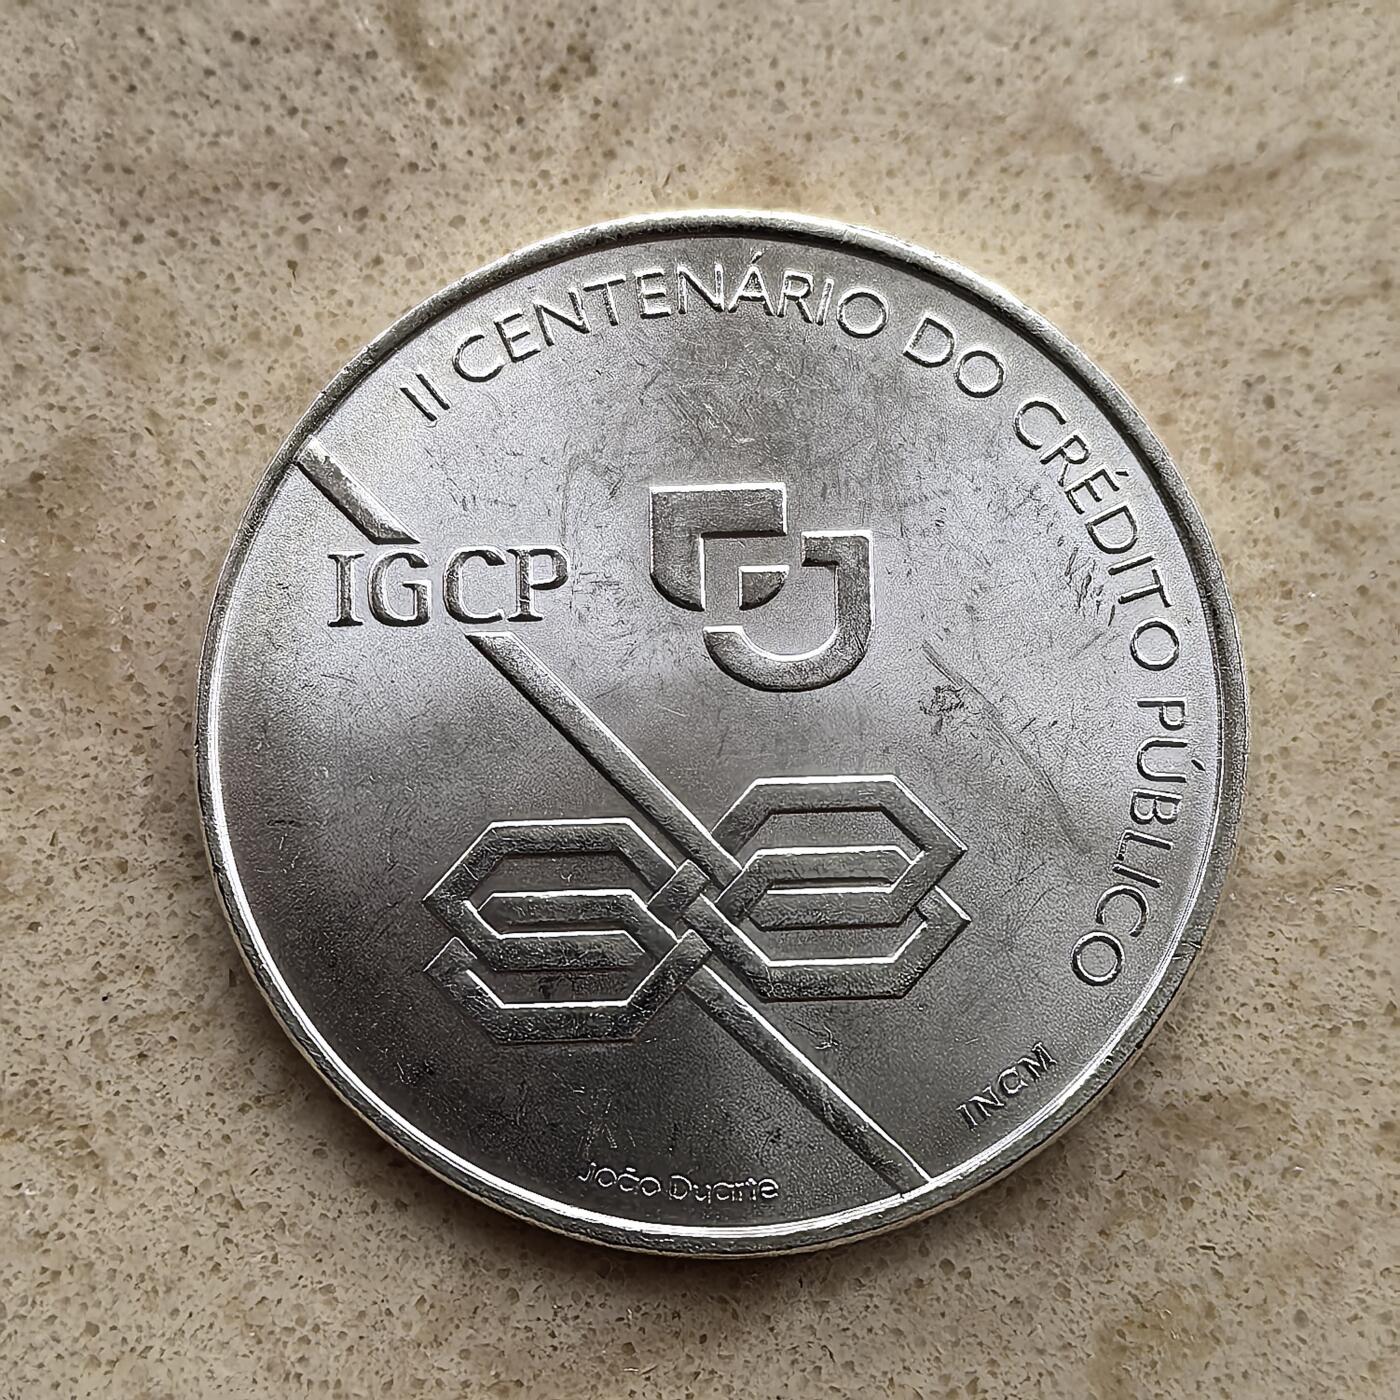 II CENTENÁRIO DO CRÉDITO PÚBLICO
IGCP
INCM
João Duarte